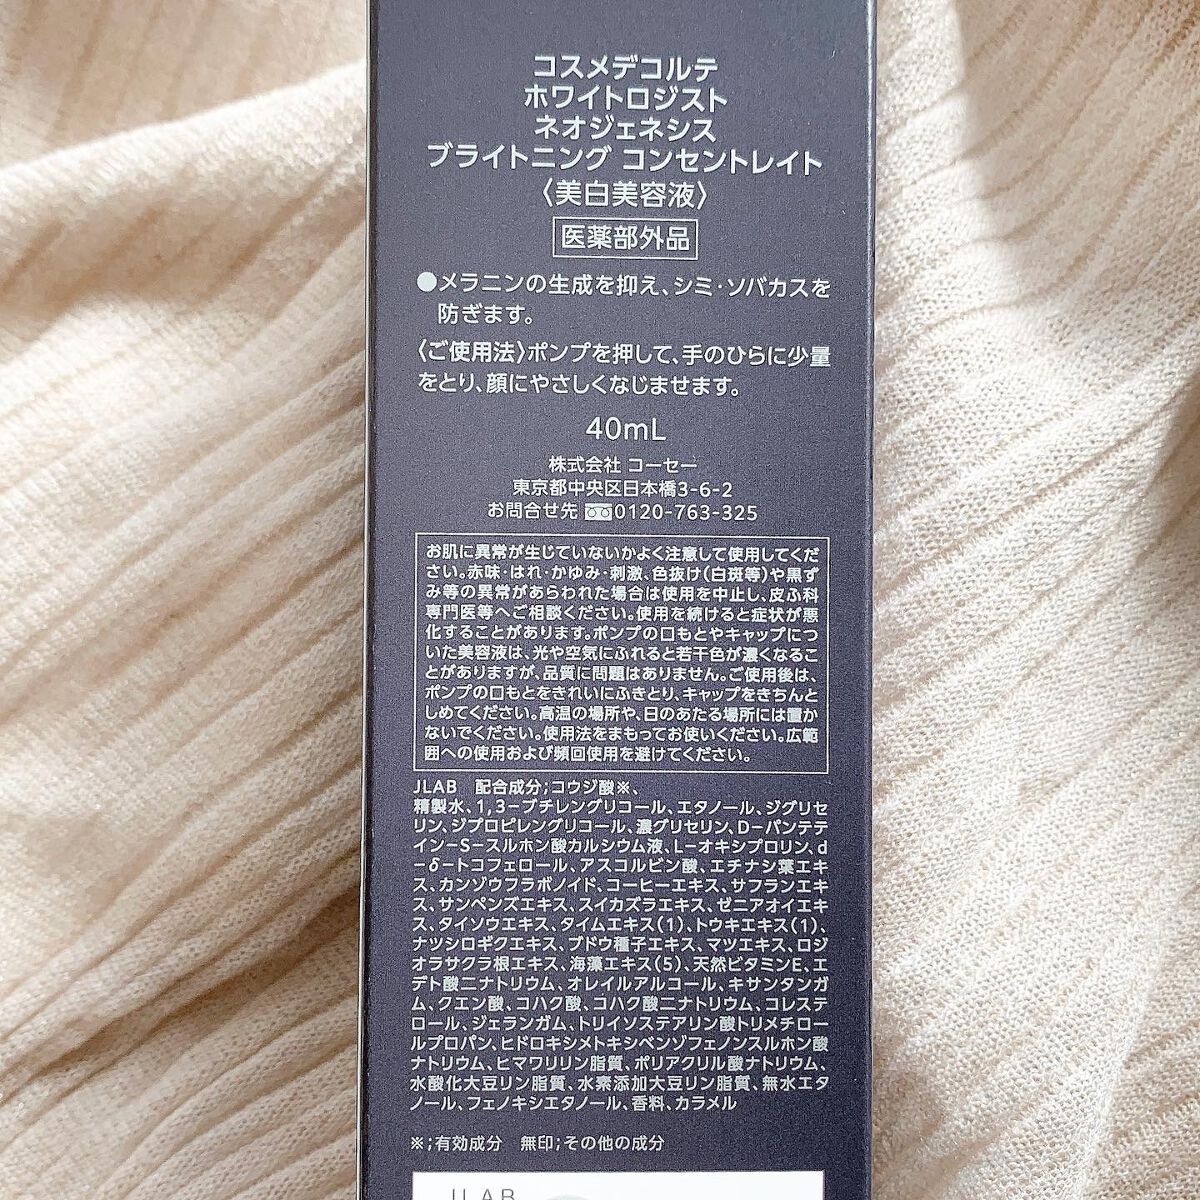 コスメデコルテ
ホワイトロジスト
ネオジェネシス
ブライトニング コンセントレイト
〈美白美容液〉
医薬部外品
●メラニンの生成を抑え、シミ・ソバカスを
防ぎます。
〈ご使用法〉ポンプを押して、手のひらに少量
をとり、顔にやさしくなじませます。
40mL
株式会社 コーセー
東京都中央区日本橋3-6-2
お問合せ先 0120-763-325
お肌に異常が生じていないかよく注意して使用してくだ
さい。赤味・はれ・かゆみ・刺激、色抜け(白斑等)や黒ず
み等の異常があらわれた場合は使用を中止し、皮ふ科
専門医等へご相談ください。使用を続けると症状が悪
化することがあります。ポンプの口もとやキャップにつ
いた美容液は、光や空気にふれると若干色が濃くなるこ
とがありますが、品質に問題はありません。ご使用後は、
ポンプの口もとをきれいにふきとり、キャップをきちんと
しめてください。高温の場所や、日のあたる場所には置か
ないでください。使用法をまもってお使いください。広範
囲への使用および頻回使用を避けてください。
JLAB 配合成分;コウジ酸※、
精製水、1,3-ブチレングリコール、エタノール、ジグリセ
リン、ジプロピレングリコール、濃グリセリン、D-パンテテ
イン-S-スルホン酸カルシウム液、L-オキシプロリン、d
-δ-トコフェロール、アスコルビン酸、エチナシ葉エキ
ス、カンゾウフラボノイド、コーヒーエキス、サフランエキ
ス、サンペンズエキス、スイカズラエキス、ゼニアオイエキ
ス、タイソウエキス、タイムエキス(1)、トウキエキス(1)、
ナツシロギクエキス、ブドウ種子エキス、マツエキス、ロジ
オラサクラ根エキス、海藻エキス(5)、天然ビタミンE、エ
デト酸二ナトリウム、オレイルアルコール、キサンタンガ
ム、クエン酸、コハク酸、コハク酸二ナトリウム、コレステ
ロール、ジェランガム、トリイソステアリン酸トリメチロー
ルプロパン、ヒドロキシメトキシベンゾフェノンスルホン酸
ナトリウム、ヒマワリリン脂質、ポリアクリル酸ナトリウム、
水酸化大豆リン脂質、水素添加大豆リン脂質、無水エタ
ノール、フェノキシエタノール、香料、カラメル
※;有効成分 無印;その他の成分
JLAB